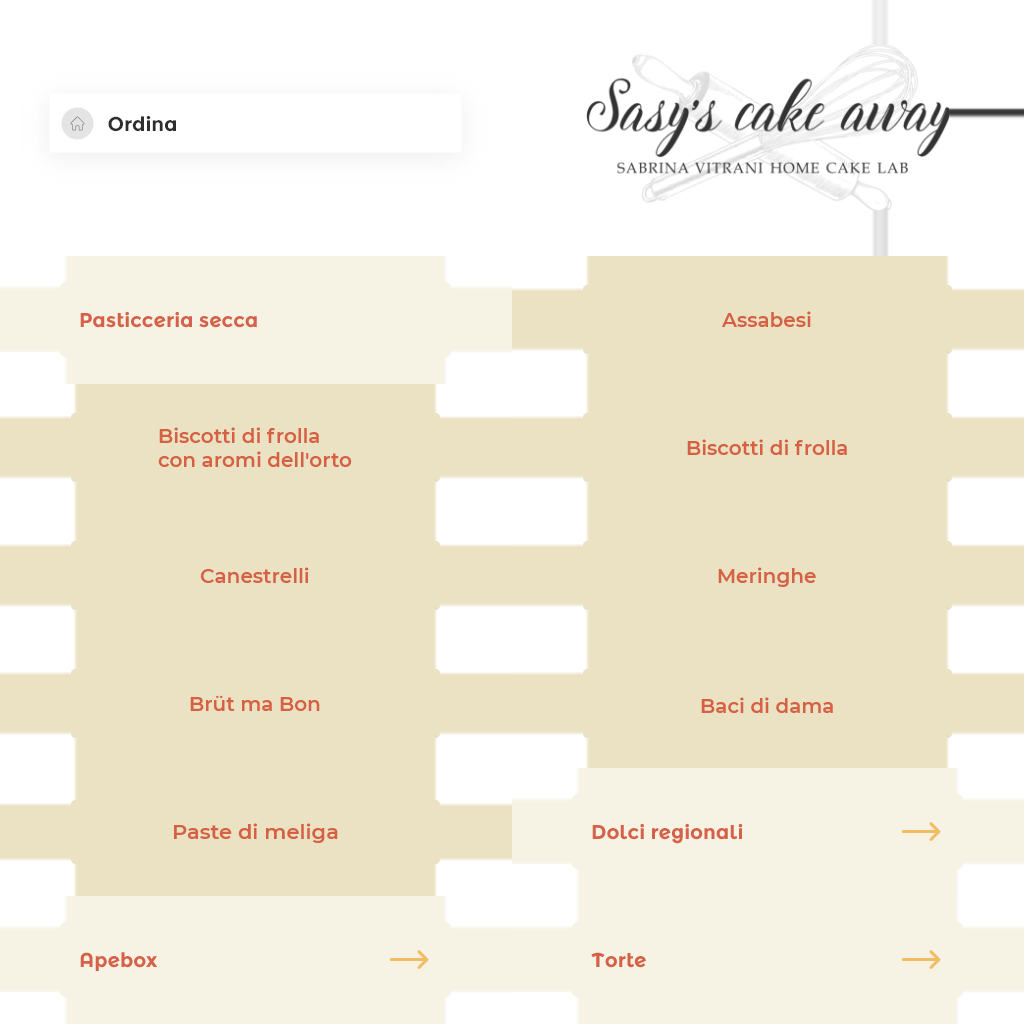 Ordina
Sasy's cake away
SABRINA VITRANI HOME CAKE LAB
Pasticceria secca
Assabesi
Biscotti di frolla
con aromi dell'orto
Biscotti di frolla
Canestrelli
Meringhe
Brüt ma Bon
Baci di dama
Paste di meliga
Dolci regionali
Apebox
Torte